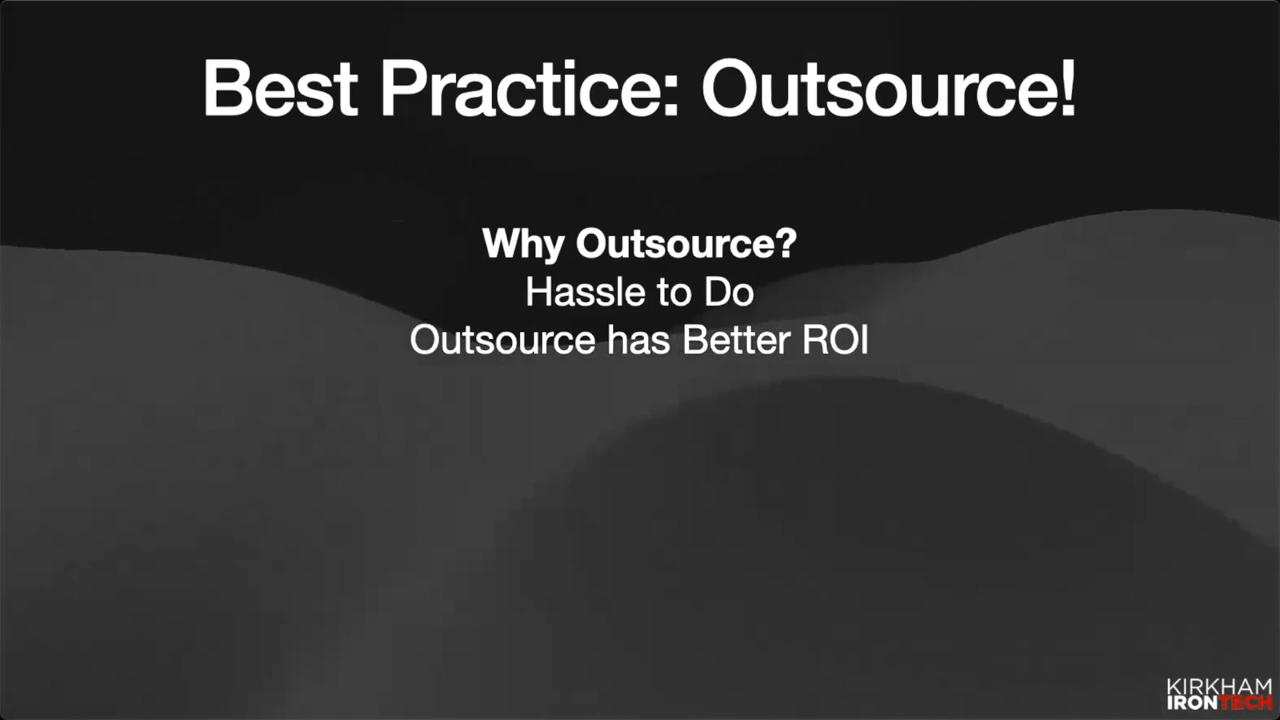 Best Practice: Outsource!
Why Outsource?
Hassle to Do
Outsource has Better ROI
KIRKHAM
IRONTECH